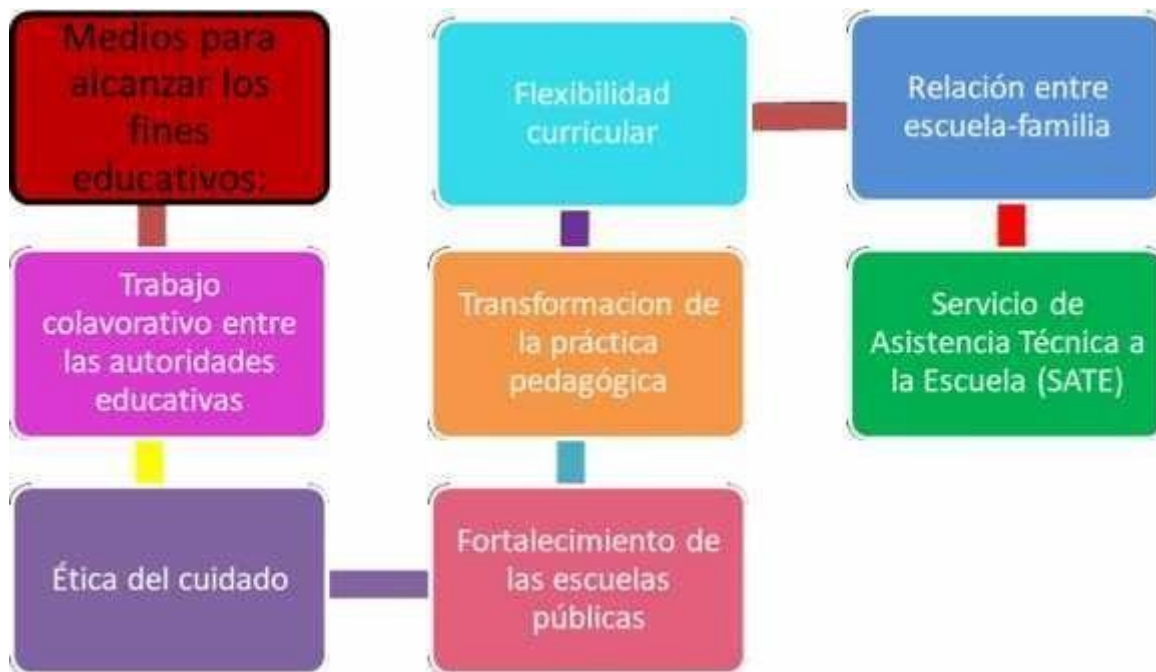 Medios para
alcanzar los
fines
educativos:
Trabajo
colavorativo entre
las autoridades
educativas
Ética del cuidado
Fortalecimiento de
las escuelas
públicas
Transformacion de
la práctica
pedagógica
Flexibilidad
curricular
Relación entre
escuela-familia
Servicio de
Asistencia Técnica a
la Escuela (SATE)